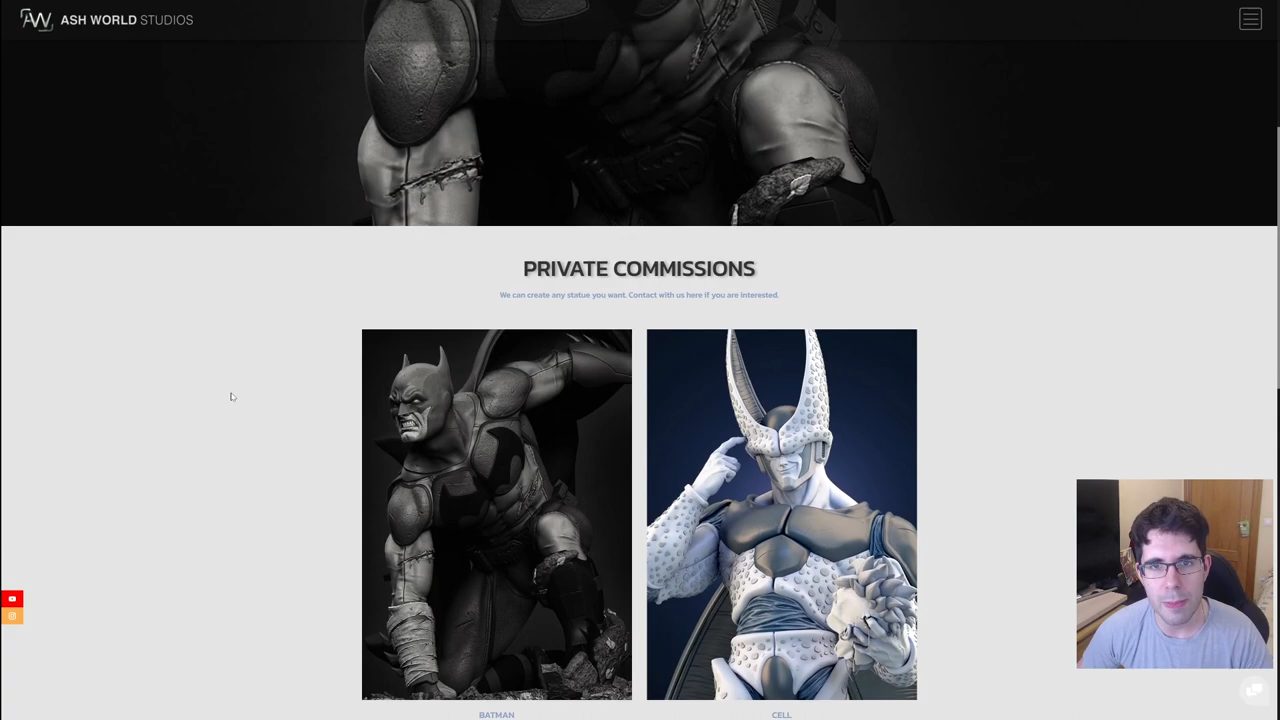 ASH WORLD STUDIOS
PRIVATE COMMISSIONS
We can create any statue you want. Contact with us here if you are interested.
BATMAN
CELL